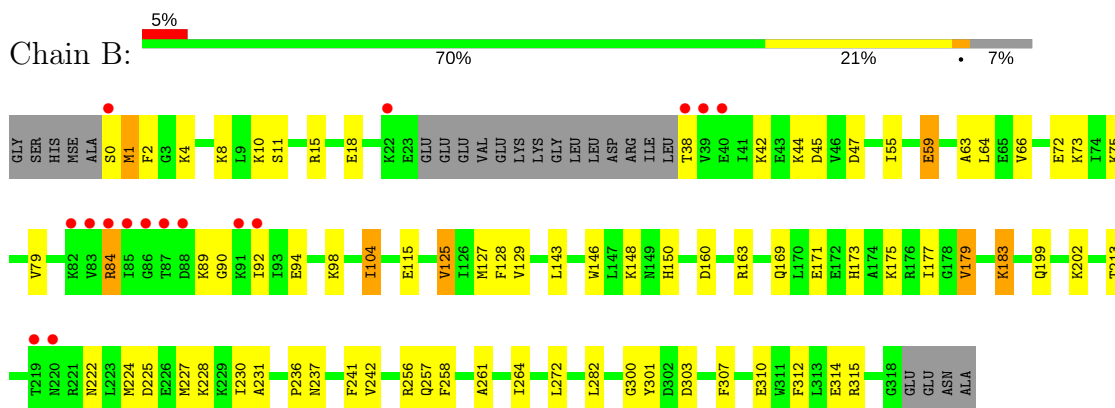 5%
Chain B:
70% 21% • 7%
GLY SER HIS MSE ALA S0 M1 F2 G3 K4 K8 L9 K10 S11 R15 E18 K22 E23 GLU GLU GLU VAL GLU LYS LYS GLY LEU LEU ASP ARG ILE LEU T38 V39 E40 I41 K42 E43 K44 D45 V46 D47 I55 E59 A63 L64 E65 V66 E72 K73 I74 K75
V79 K82 V83 R84 I85 G86 T87 D88 K89 G90 K91 I92 I93 E94 K98 I104 E115 V125 I126 M127 F128 V129 L143 W146 L147 K148 N149 H150 D160 R163 Q169 L170 E171 E172 H173 A174 K175 R176 I177 G178 V179 K183 Q199 K202 T213
T219 N220 R221 N222 L223 M224 D225 E226 M227 K228 K229 I230 A231 P236 N237 F241 V242 R256 Q257 F258 A261 I264 L272 L282 G300 Y301 D302 D303 F307 E310 W311 F312 L313 E314 R315 G318 GLU GLU ASN ALA